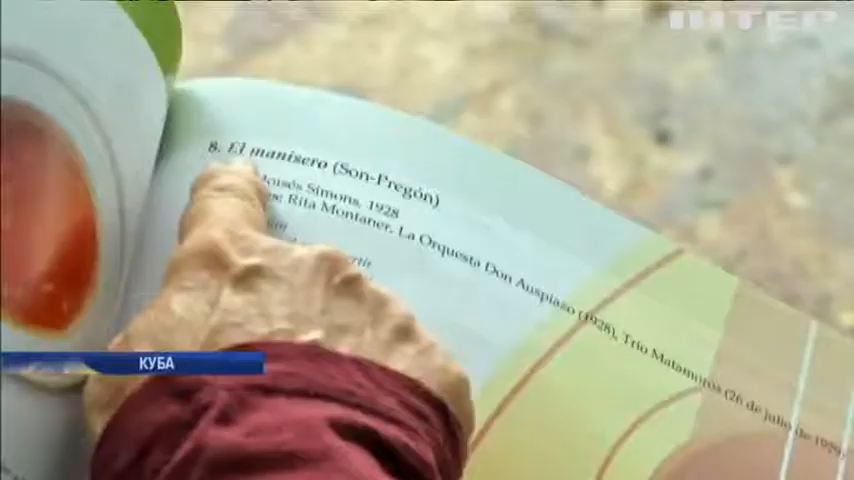 ІНТЕР
8. El manisero (Son-Pregón)
Moisés Simons, 1928
Rita Montaner, La Orquesta Don Auspiazo (1928), Trío Matamoros (26 de julio de 1929)
КУБА